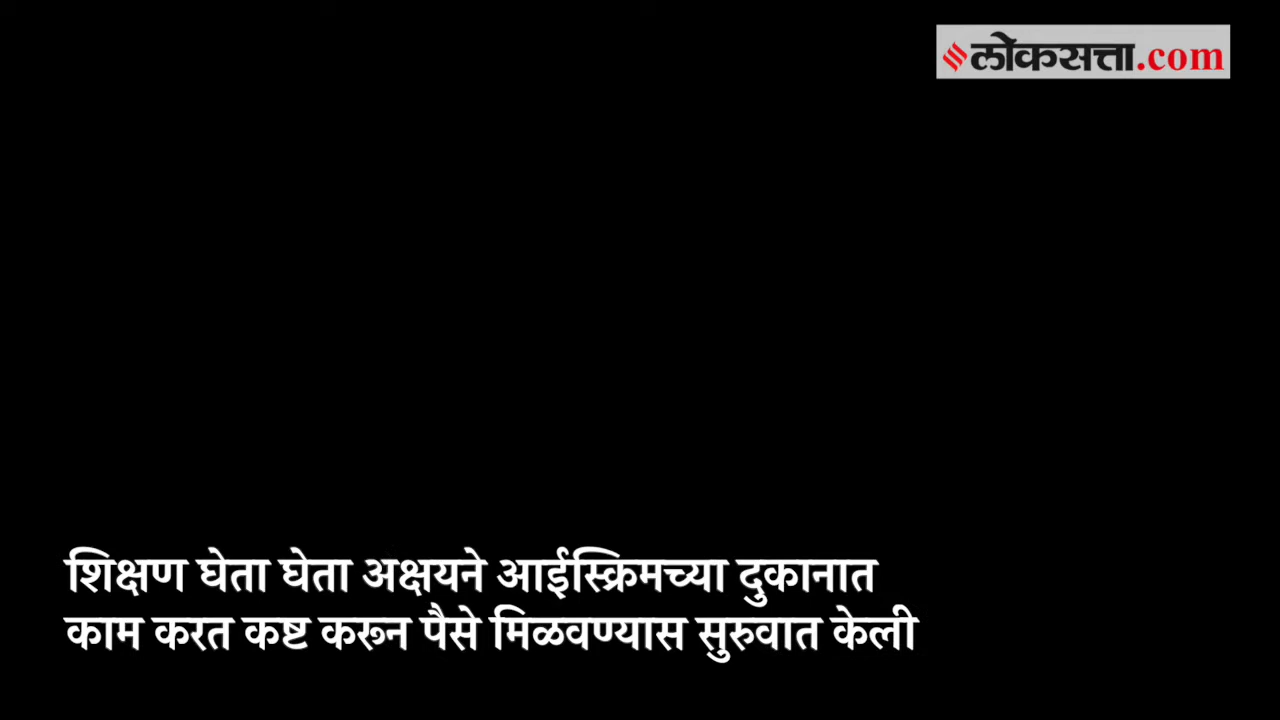 लोकसत्ता.com
शिक्षण घेता घेता अक्षयने आईस्क्रिमच्या दुकानात
काम करत कष्ट करून पैसे मिळवण्यास सुरुवात केली